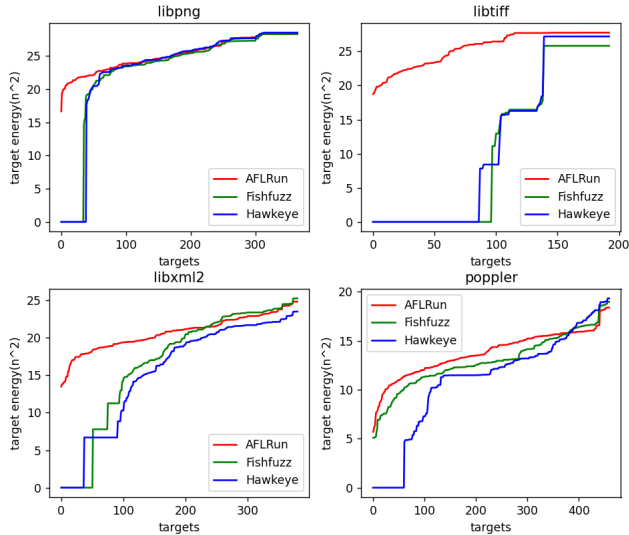 libpng
target energy(n^2)
25
20
15
10
5
0
AFLRun
Fishfuzz
Hawkeye
0
100
200
300
targets
libtiff
target energy(n^2)
25
20
15
10
5
0
AFLRun
Fishfuzz
Hawkeye
0
50
100
150
200
targets
libxml2
target energy(n^2)
25
20
15
10
5
0
AFLRun
Fishfuzz
Hawkeye
0
100
200
300
targets
poppler
target energy(n^2)
20
15
10
5
0
AFLRun
Fishfuzz
Hawkeye
0
100
200
300
400
targets